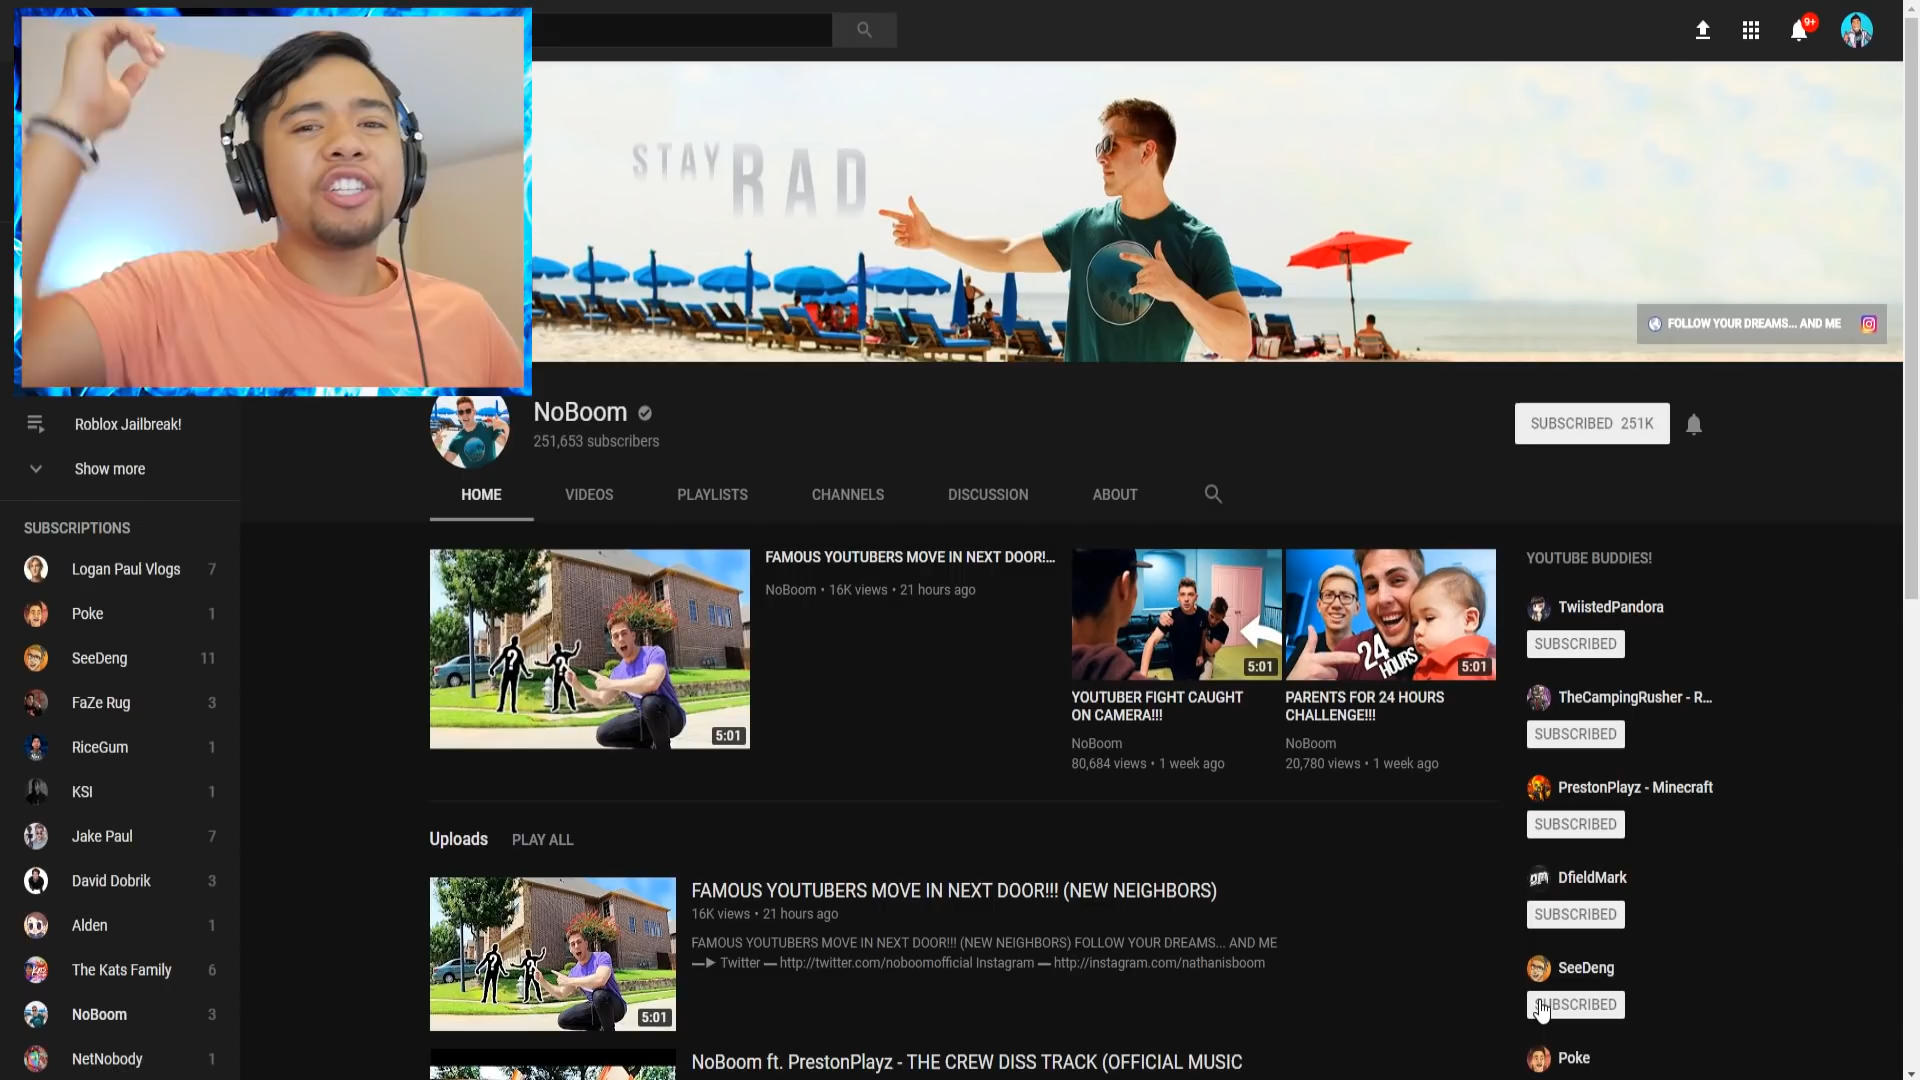 9+
STAY RAD
FOLLOW YOUR DREAMS... AND ME
Roblox Jailbreak!
Show more
SUBSCRIPTIONS
Logan Paul Vlogs 7
Poke 1
SeeDeng 11
FaZe Rug 3
RiceGum 1
KSI 1
Jake Paul 7
David Dobrik 3
Alden 1
The Kats Family 6
NoBoom 3
NetNobody 1
NoBoom
251,653 subscribers
SUBSCRIBED 251K
HOME VIDEOS PLAYLISTS CHANNELS DISCUSSION ABOUT
? ?
5:01
FAMOUS YOUTUBERS MOVE IN NEXT DOOR!...
NoBoom • 16K views • 21 hours ago
5:01
YOUTUBER FIGHT CAUGHT
ON CAMERA!!!
NoBoom
80,684 views • 1 week ago
24
HOURS
5:01
PARENTS FOR 24 HOURS
CHALLENGE!!!
NoBoom
20,780 views • 1 week ago
Uploads PLAY ALL
? ?
5:01
FAMOUS YOUTUBERS MOVE IN NEXT DOOR!!! (NEW NEIGHBORS)
16K views • 21 hours ago
FAMOUS YOUTUBERS MOVE IN NEXT DOOR!!! (NEW NEIGHBORS) FOLLOW YOUR DREAMS... AND ME
—► Twitter — http://twitter.com/noboomofficial Instagram — http://instagram.com/nathanisboom
NoBoom ft. PrestonPlayz - THE CREW DISS TRACK (OFFICIAL MUSIC
YOUTUBE BUDDIES!
TwiistedPandora
SUBSCRIBED
TheCampingRusher - R...
SUBSCRIBED
PrestonPlayz - Minecraft
SUBSCRIBED
DfieldMark
SUBSCRIBED
SeeDeng
SUBSCRIBED
Poke